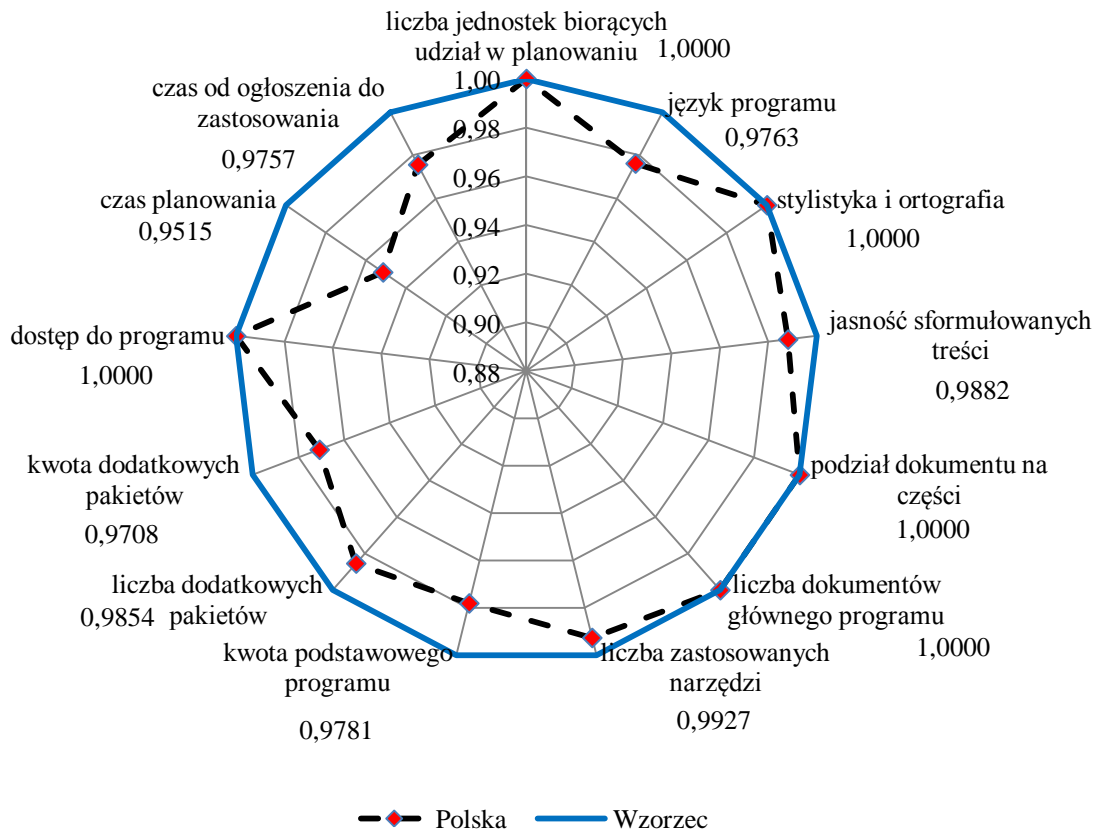 liczba jednostek biorących
udział w planowaniu
1,0000
język programu
0,9763
stylistyka i ortografia
1,0000
jasność sformułowanych
treści
0,9882
podział dokumentu na
części
1,0000
liczba dokumentów
głównego programu
1,0000
liczba zastosowanych
narzędzi
0,9927
kwota podstawowego
programu
0,9781
liczba dodatkowych
pakietów
0,9854
kwota dodatkowych
pakietów
0,9708
dostęp do programu
1,0000
czas planowania
0,9515
czas od ogłoszenia do
zastosowania
0,9757
1,00
0,98
0,96
0,94
0,92
0,90
0,88
Polska
Wzorzec